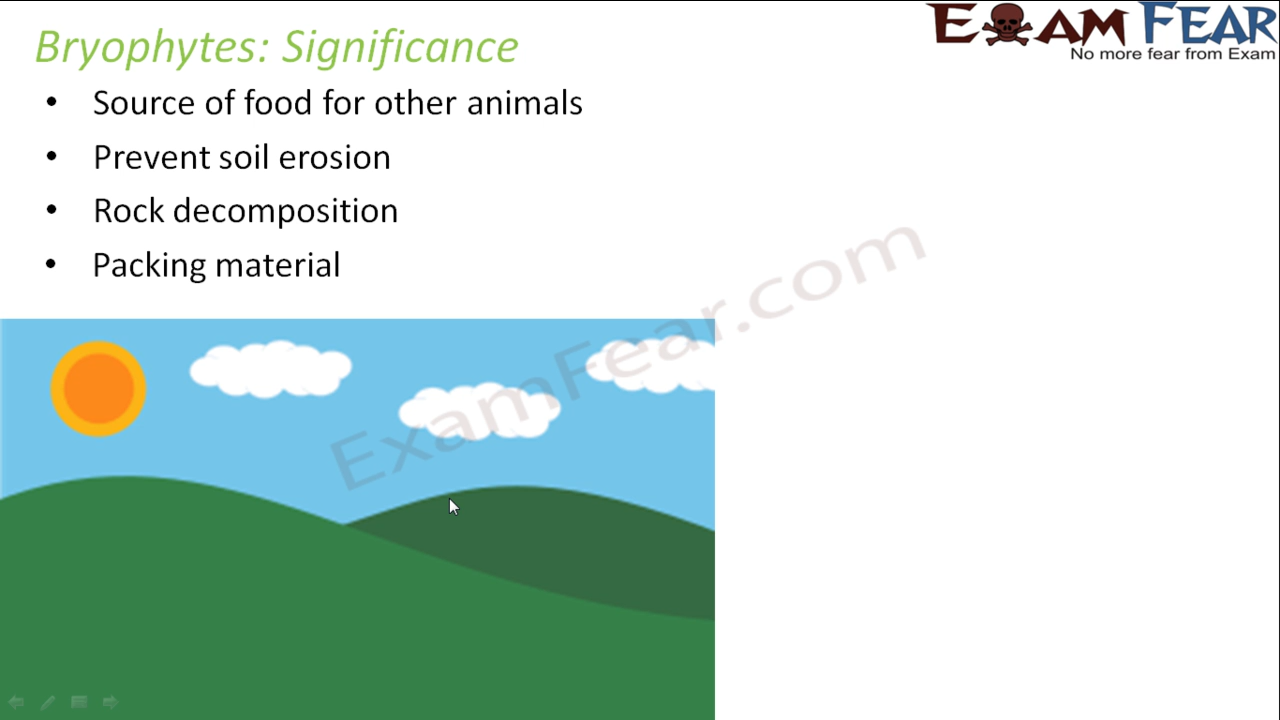 Bryophytes: Significance
EXAM FEAR
No more fear from Exam
• Source of food for other animals
• Prevent soil erosion
• Rock decomposition
• Packing material
ExamFear.com